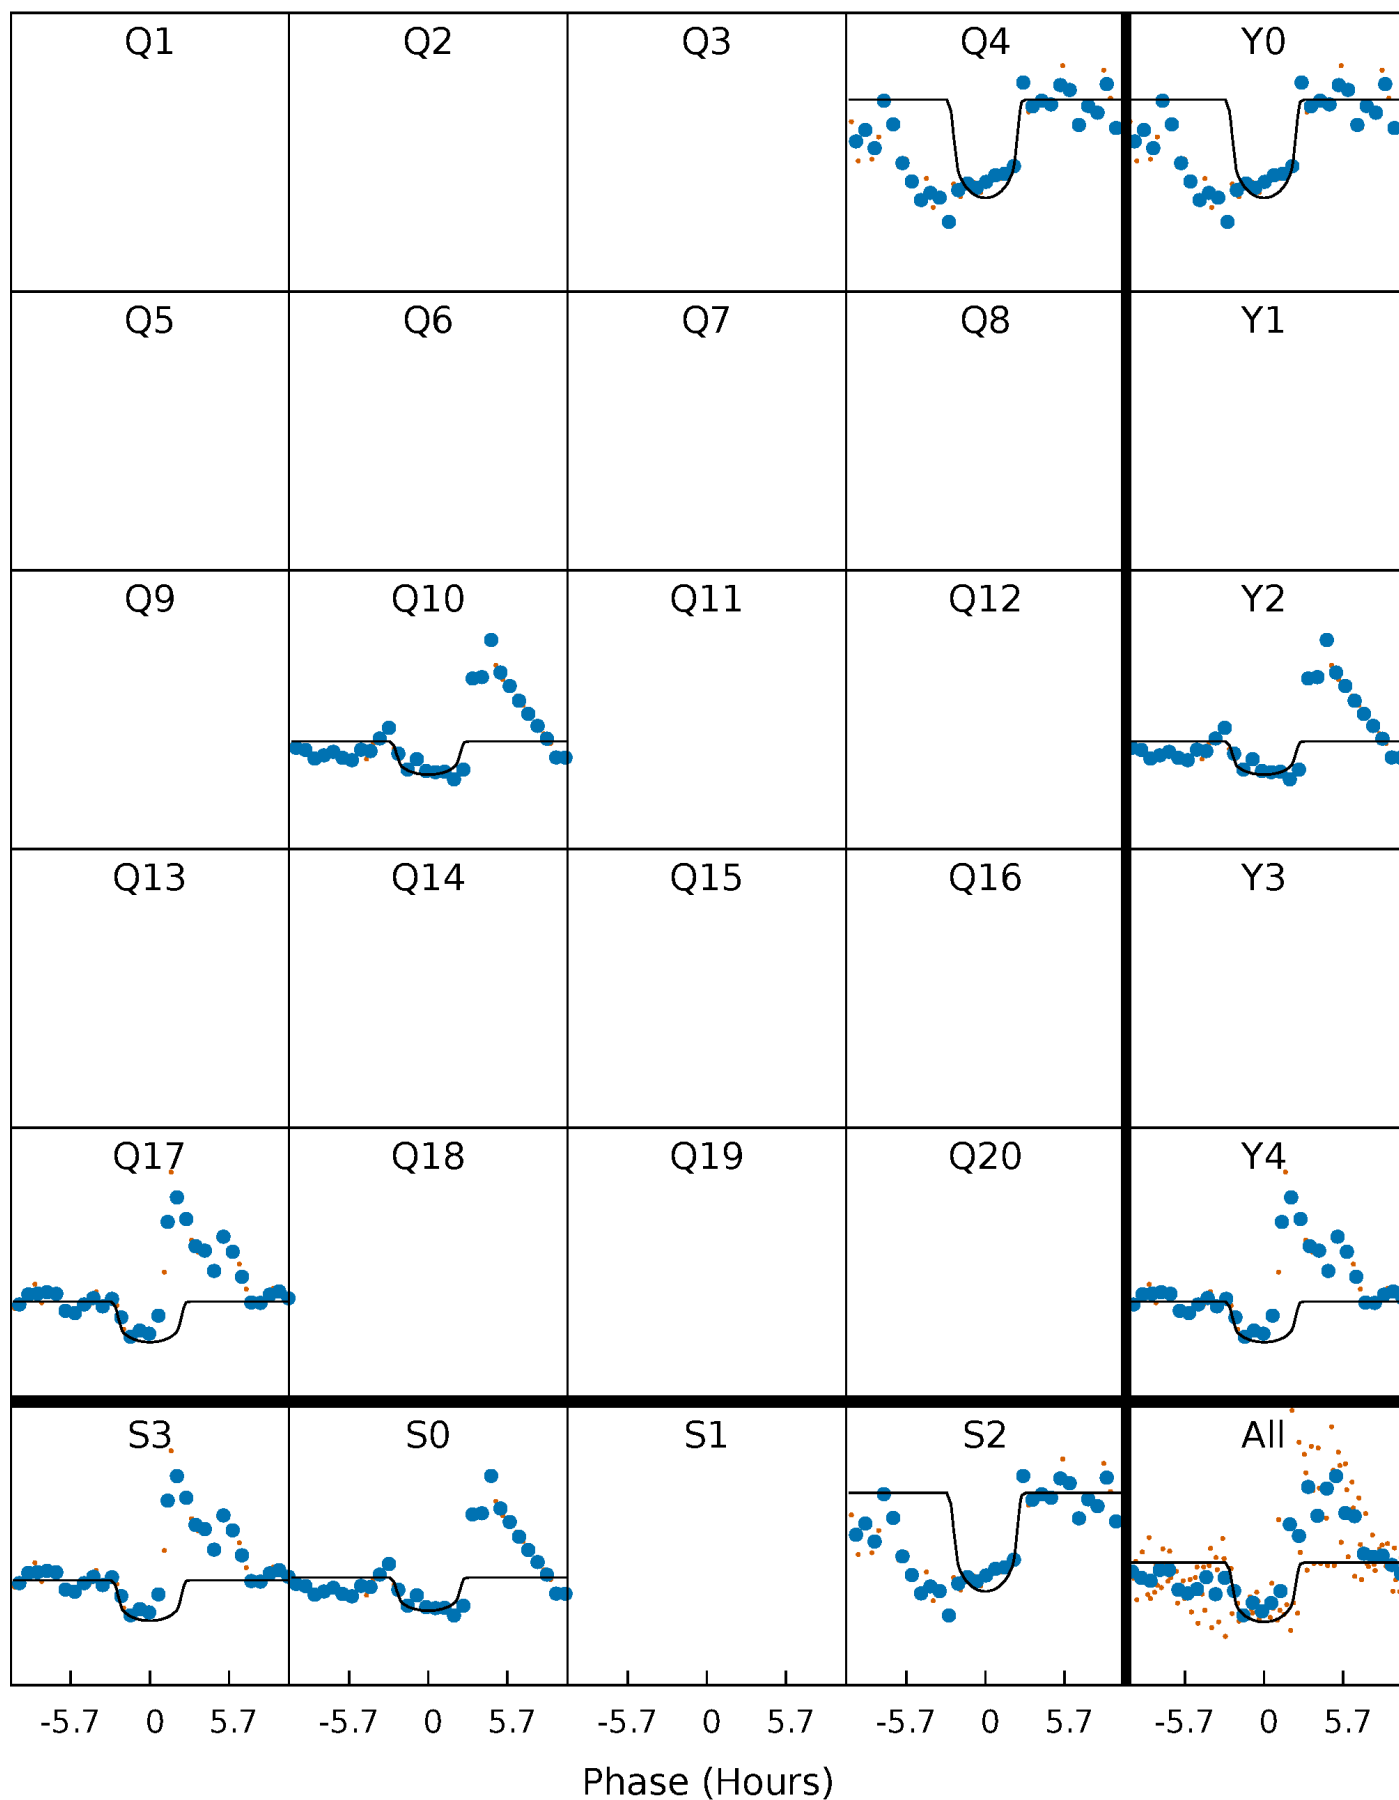 Q1 Q2 Q3 Q4 Y0
Q5 Q6 Q7 Q8 Y1
Q9 Q10 Q11 Q12 Y2
Q13 Q14 Q15 Q16 Y3
Q17 Q18 Q19 Q20 Y4
S3 S0 S1 S2 All
-5.7 0 5.7 -5.7 0 5.7 -5.7 0 5.7 -5.7 0 5.7 -5.7 0 5.7
Phase (Hours)